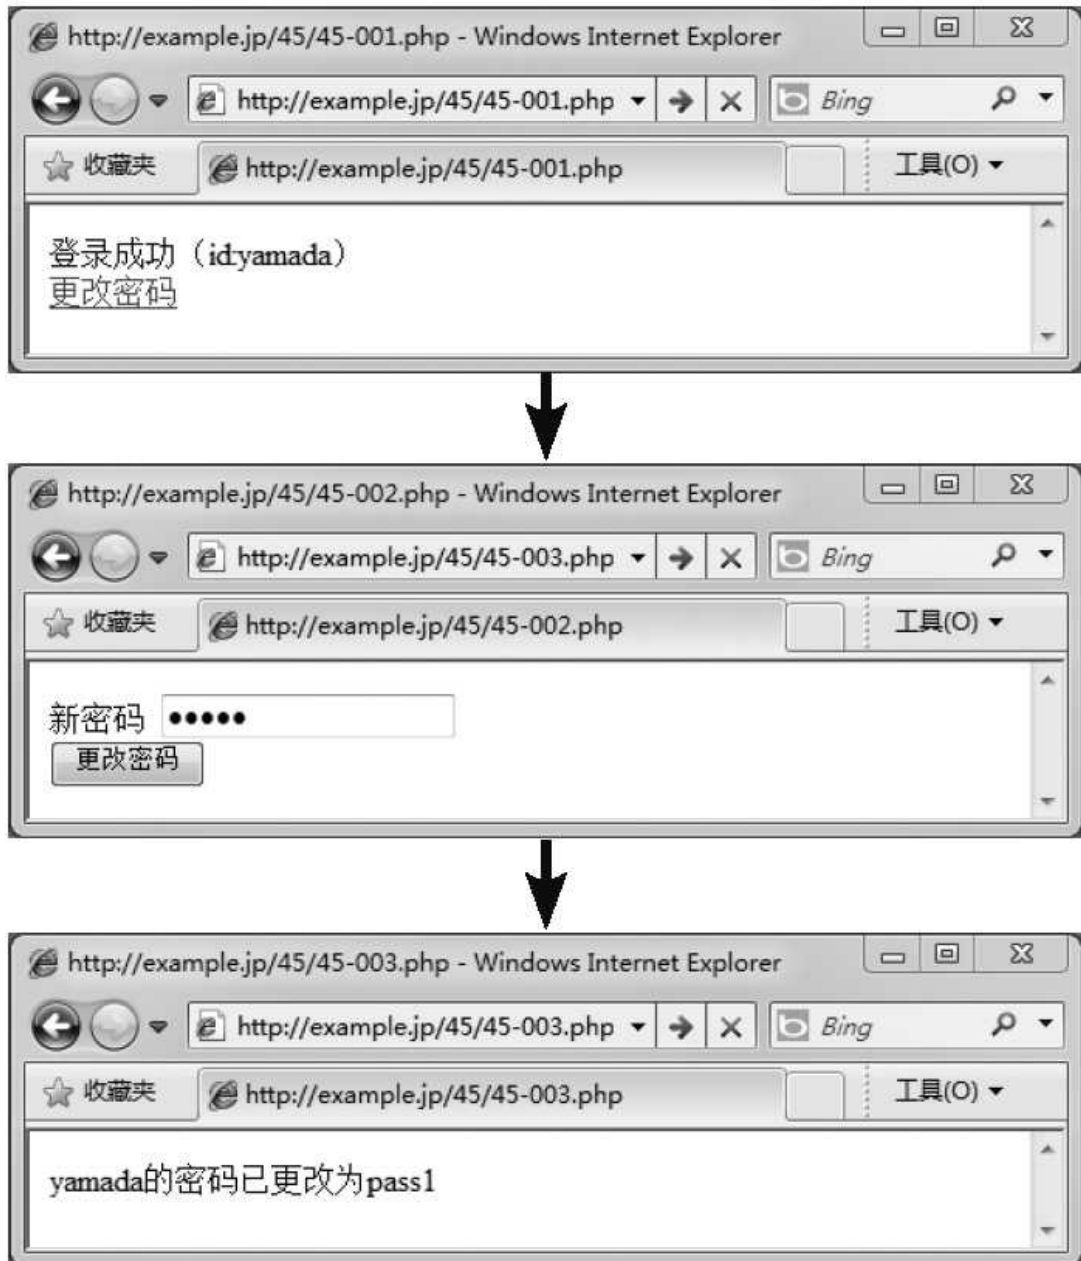 http://example.jp/45/45-001.php - Windows Internet Explorer
http://example.jp/45/45-001.php Bing
收藏夹 http://example.jp/45/45-001.php 工具(O)
登录成功（id:yamada）
更改密码
http://example.jp/45/45-002.php - Windows Internet Explorer
http://example.jp/45/45-003.php Bing
收藏夹 http://example.jp/45/45-002.php 工具(O)
新密码
更改密码
http://example.jp/45/45-003.php - Windows Internet Explorer
http://example.jp/45/45-003.php Bing
收藏夹 http://example.jp/45/45-003.php 工具(O)
yamada的密码已更改为pass1